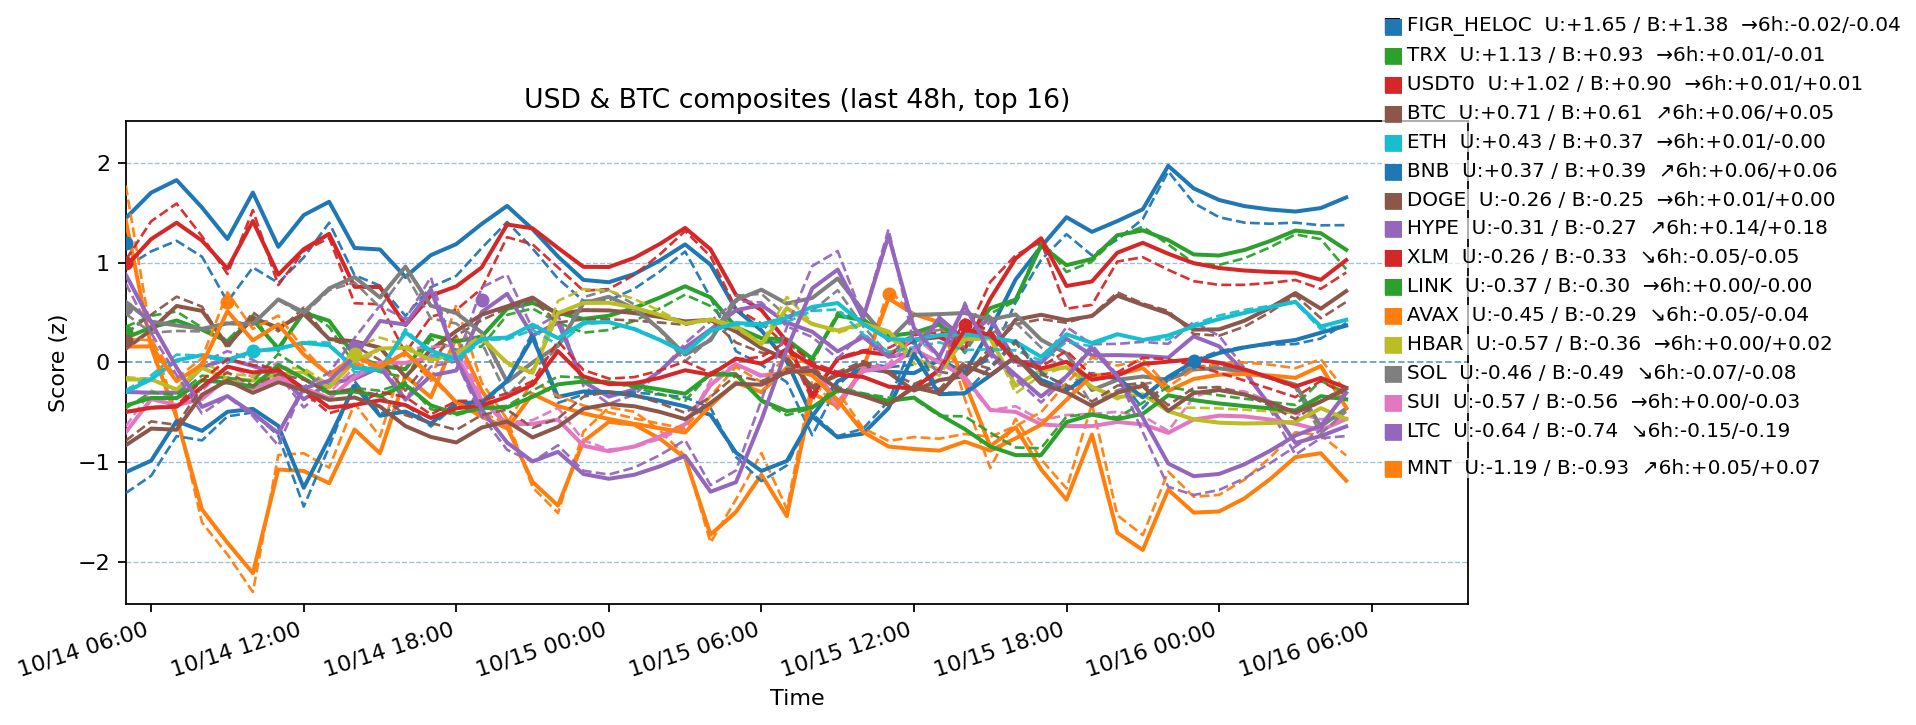 FIGR_HELOC  U:+1.65 / B:+1.38  →6h:-0.02/-0.04
TRX  U:+1.13 / B:+0.93  →6h:+0.01/-0.01
USDT0  U:+1.02 / B:+0.90  →6h:+0.01/+0.01
BTC  U:+0.71 / B:+0.61  ↗6h:+0.06/+0.05
ETH  U:+0.43 / B:+0.37  →6h:+0.01/-0.00
BNB  U:+0.37 / B:+0.39  ↗6h:+0.06/+0.06
DOGE  U:-0.26 / B:-0.25  →6h:+0.01/+0.00
HYPE  U:-0.31 / B:-0.27  ↗6h:+0.14/+0.18
XLM  U:-0.26 / B:-0.33  ↘6h:-0.05/-0.05
LINK  U:-0.37 / B:-0.30  →6h:+0.00/-0.00
AVAX  U:-0.45 / B:-0.29  ↘6h:-0.05/-0.04
HBAR  U:-0.57 / B:-0.36  →6h:+0.00/+0.02
SOL  U:-0.46 / B:-0.49  ↘6h:-0.07/-0.08
SUI  U:-0.57 / B:-0.56  →6h:+0.00/-0.03
LTC  U:-0.64 / B:-0.74  ↘6h:-0.15/-0.19
MNT  U:-1.19 / B:-0.93  ↗6h:+0.05/+0.07
USD & BTC composites (last 48h, top 16)
Score (z)
2
1
0
−1
−2
10/14 06:00
10/14 12:00
10/14 18:00
10/15 00:00
10/15 06:00
10/15 12:00
10/15 18:00
10/16 00:00
10/16 06:00
Time